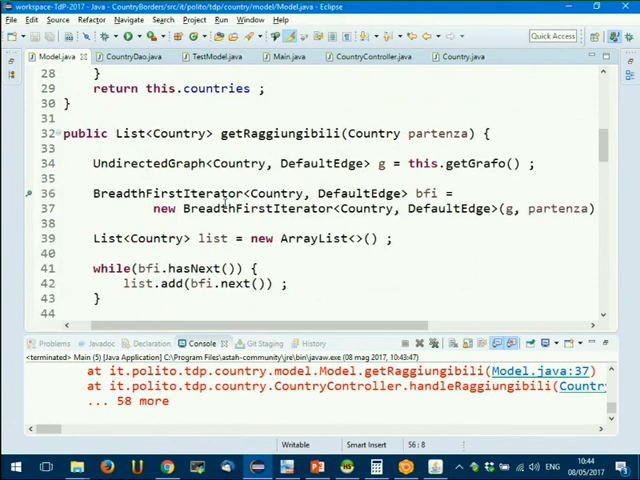 workspace-TdP-2017 - Java - CountryBorders/src/it/polito/tdp/country/model/Model.java - Eclipse
File Edit Source Refactor Navigate Search Project Run Window Help
Quick Access
Model.java CountryDao.java TestModel.java Main.java CountryController.java Country.java
28 }
29 return this.countries ;
30 }
31
32 public List<Country> getRaggiungibili(Country partenza) {
33
34 UndirectedGraph<Country, DefaultEdge> g = this.getGrafo() ;
35
36 BreadthFirstIterator<Country, DefaultEdge> bfi =
37 new BreadthFirstIterator<Country, DefaultEdge>(g, partenza)
38
39 List<Country> list = new ArrayList<>() ;
40
41 while(bfi.hasNext()) {
42 list.add(bfi.next()) ;
43 }
44
Problems Javadoc Declaration Console Git Staging History
<terminated> Main (5) [Java Application] C:\Program Files\astah-community\jre\bin\javaw.exe (08 mag 2017, 10:43:47)
at it.polito.tdp.country.model.Model.getRaggiungibili(Model.java:37)
at it.polito.tdp.country.CountryController.handleRaggiungibili(Country
... 58 more
Writable Smart Insert 56 : 8
10:44
08/05/2017